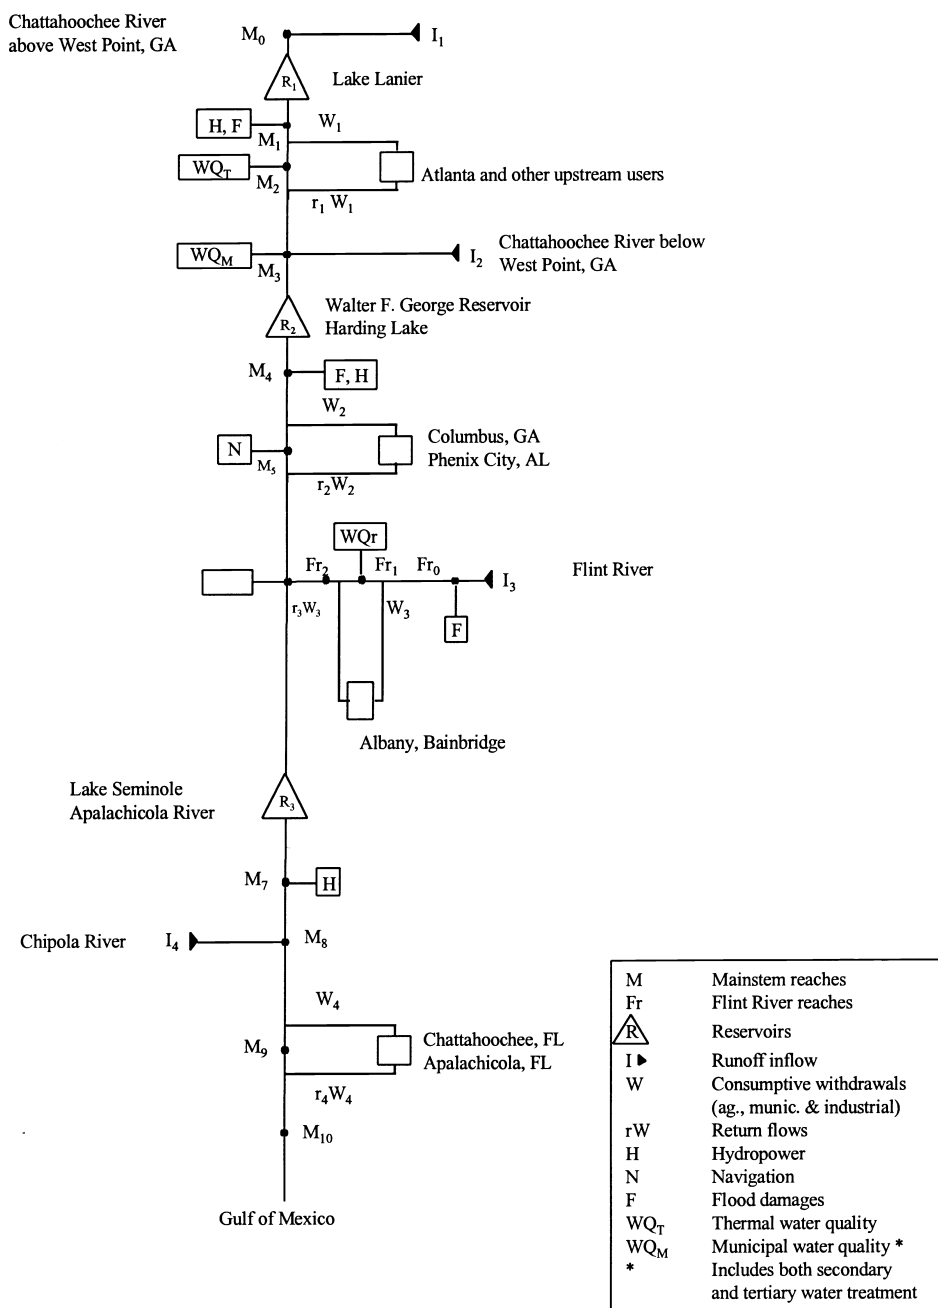 Chattahoochee River
above West Point, GA
M0
I1
R1
Lake Lanier
H, F
M1
W1
WQT
M2
Atlanta and other upstream users
r1 W1
WQM
M3
I2
Chattahoochee River below
West Point, GA
R2
Walter F. George Reservoir
Harding Lake
M4
F, H
W2
N
M5
Columbus, GA
Phenix City, AL
r2W2
WQr
Fr2
Fr1
Fr0
I3
Flint River
r3W3
W3
F
Albany, Bainbridge
Lake Seminole
Apalachicola River
R3
M7
H
Chipola River
I4
M8
W4
M9
Chattahoochee, FL
Apalachicola, FL
r4W4
M10
Gulf of Mexico
M Mainstem reaches
Fr Flint River reaches
R Reservoirs
I Runoff inflow
W Consumptive withdrawals
(ag., munic. & industrial)
rW Return flows
H Hydropower
N Navigation
F Flood damages
WQT Thermal water quality
WQM Municipal water quality *
* Includes both secondary
and tertiary water treatment